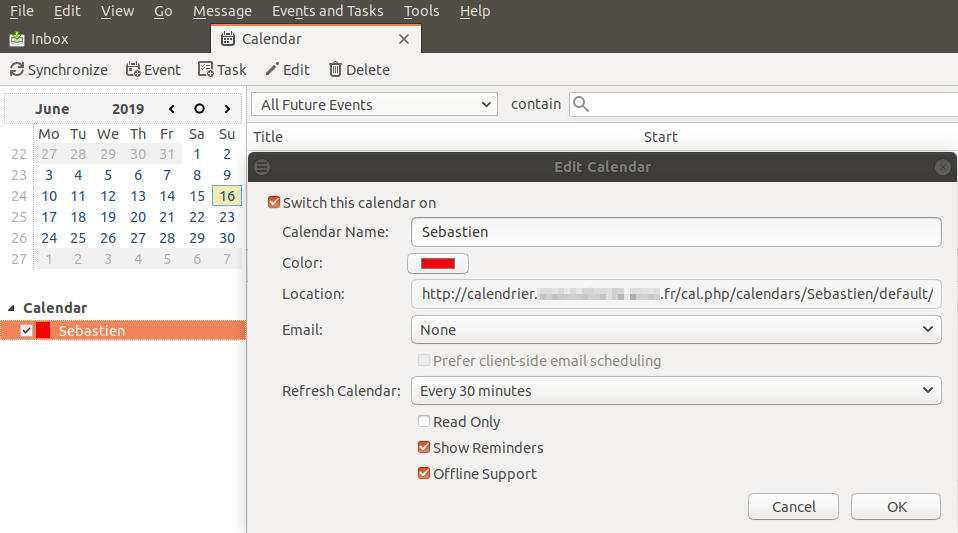 File Edit View Go Message Events and Tasks Tools Help
Inbox Calendar
Synchronize Event Task Edit Delete
June 2019
All Future Events contain
Mo Tu We Th Fr Sa Su
Title Start
22 27 28 29 30 31 1 2
23 3 4 5 6 7 8 9
24 10 11 12 13 14 15 16
25 17 18 19 20 21 22 23
26 24 25 26 27 28 29 30
27 1 2 3 4 5 6 7
Calendar
Sebastien
Edit Calendar
Switch this calendar on
Calendar Name: Sebastien
Color:
Location: http://calendrier. .fr/cal.php/calendars/Sebastien/default/
Email: None
Prefer client-side email scheduling
Refresh Calendar: Every 30 minutes
Read Only
Show Reminders
Offline Support
Cancel OK